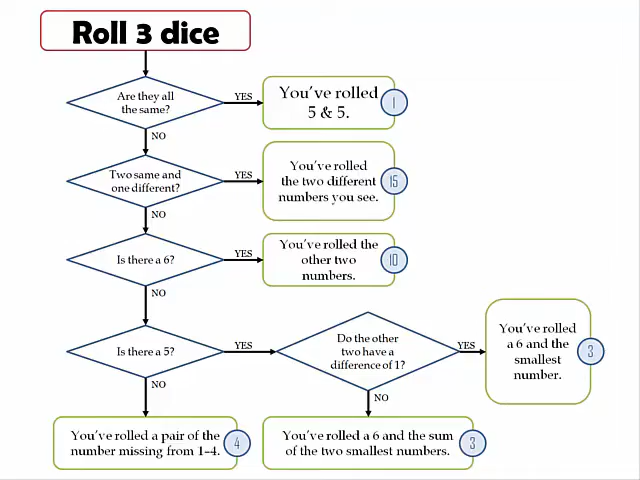 Roll 3 dice
Are they all
the same?
YES
You've rolled
5 & 5.
1
NO
Two same and
one different?
YES
You've rolled
the two different
numbers you see.
15
NO
Is there a 6?
YES
You've rolled the
other two
numbers.
10
NO
Is there a 5?
YES
Do the other
two have a
difference of 1?
YES
You've rolled
a 6 and the
smallest
number.
3
NO
NO
You've rolled a pair of the
number missing from 1–4.
4
You've rolled a 6 and the sum
of the two smallest numbers.
3